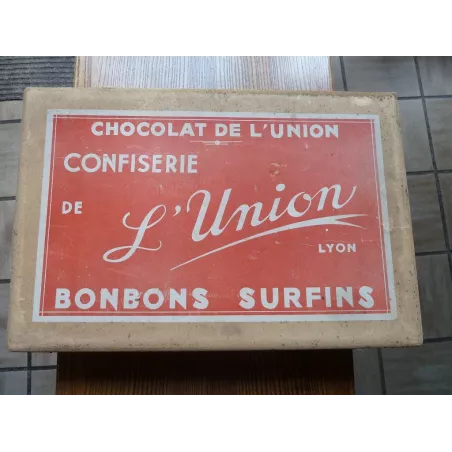 CHOCOLAT DE L'UNION
CONFISERIE
DE L'Union
LYON
BONBONS SURFINS